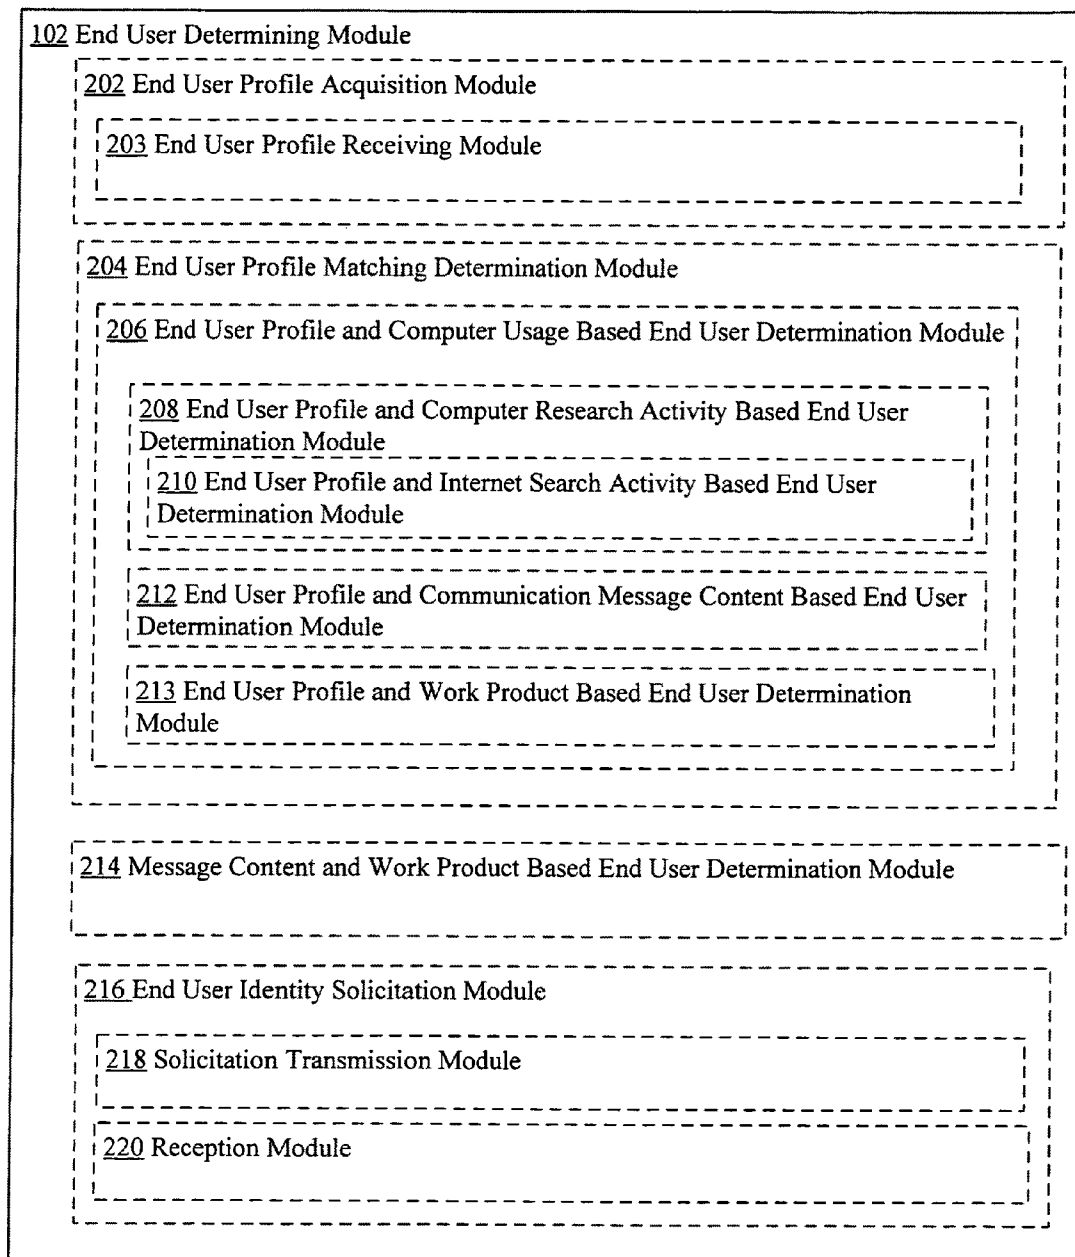 102 End User Determining Module
202 End User Profile Acquisition Module
203 End User Profile Receiving Module
204 End User Profile Matching Determination Module
206 End User Profile and Computer Usage Based End User Determination Module
208 End User Profile and Computer Research Activity Based End User
Determination Module
210 End User Profile and Internet Search Activity Based End User
Determination Module
212 End User Profile and Communication Message Content Based End User
Determination Module
213 End User Profile and Work Product Based End User Determination
Module
214 Message Content and Work Product Based End User Determination Module
216 End User Identity Solicitation Module
218 Solicitation Transmission Module
220 Reception Module